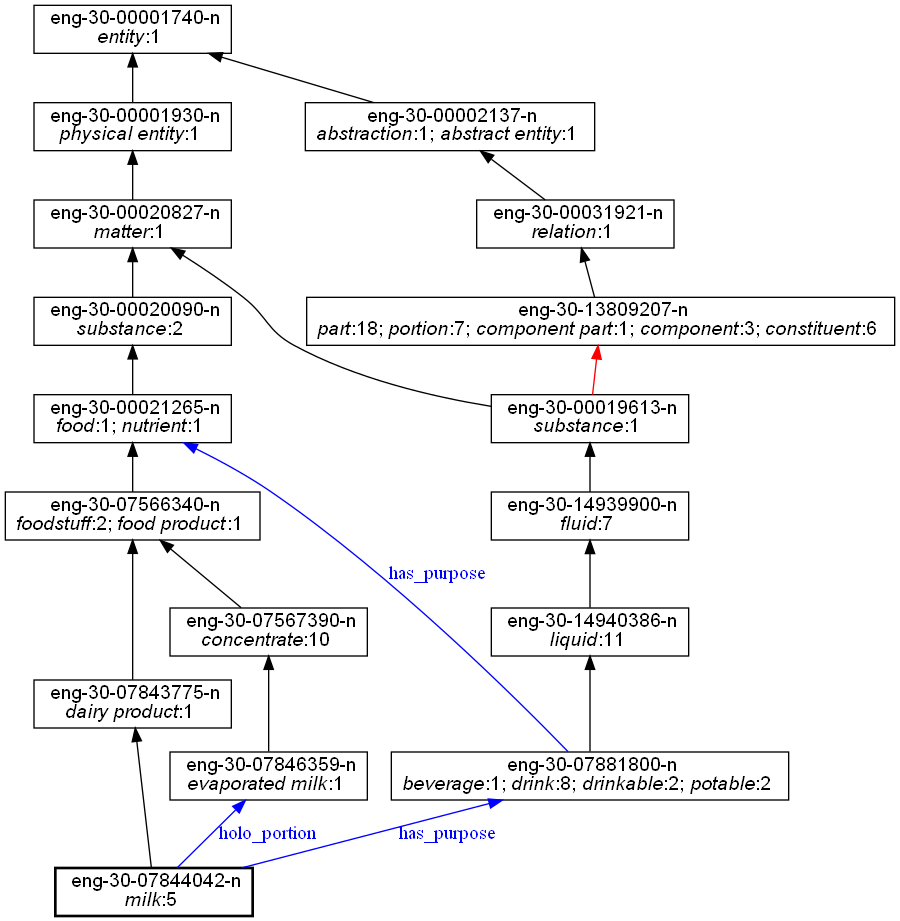 eng-30-00001740-n
entity:1
eng-30-00001930-n
physical entity:1
eng-30-00002137-n
abstraction:1; abstract entity:1
eng-30-00020827-n
matter:1
eng-30-00031921-n
relation:1
eng-30-00020090-n
substance:2
eng-30-13809207-n
part:18; portion:7; component part:1; component:3; constituent:6
eng-30-00021265-n
food:1; nutrient:1
eng-30-00019613-n
substance:1
eng-30-07566340-n
foodstuff:2; food product:1
eng-30-14939900-n
fluid:7
has_purpose
eng-30-07567390-n
concentrate:10
eng-30-14940386-n
liquid:11
eng-30-07843775-n
dairy product:1
eng-30-07846359-n
evaporated milk:1
eng-30-07881800-n
beverage:1; drink:8; drinkable:2; potable:2
holo_portion
has_purpose
eng-30-07844042-n
milk:5